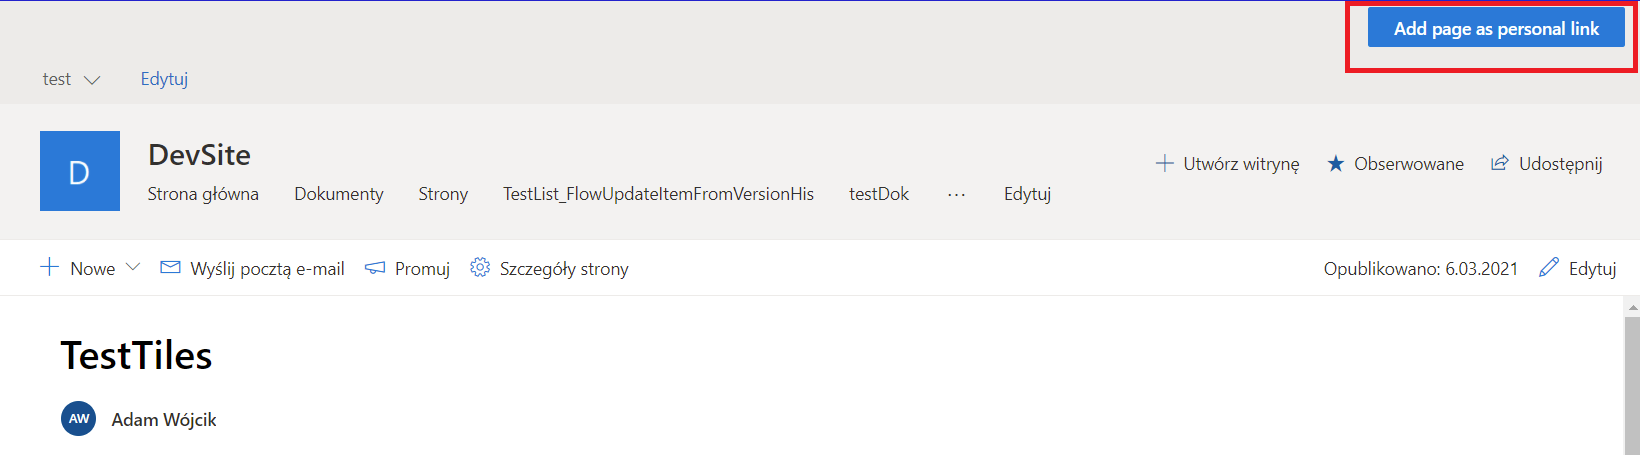 Add page as personal link
test Edytuj
D
DevSite
Utwórz witrynę Obserwowane Udostępnij
Strona główna Dokumenty Strony TestList_FlowUpdateItemFromVersionHis testDok ... Edytuj
Nowe Wyślij pocztą e-mail Promuj Szczegóły strony Opublikowano: 6.03.2021 Edytuj
TestTiles
AW Adam Wójcik